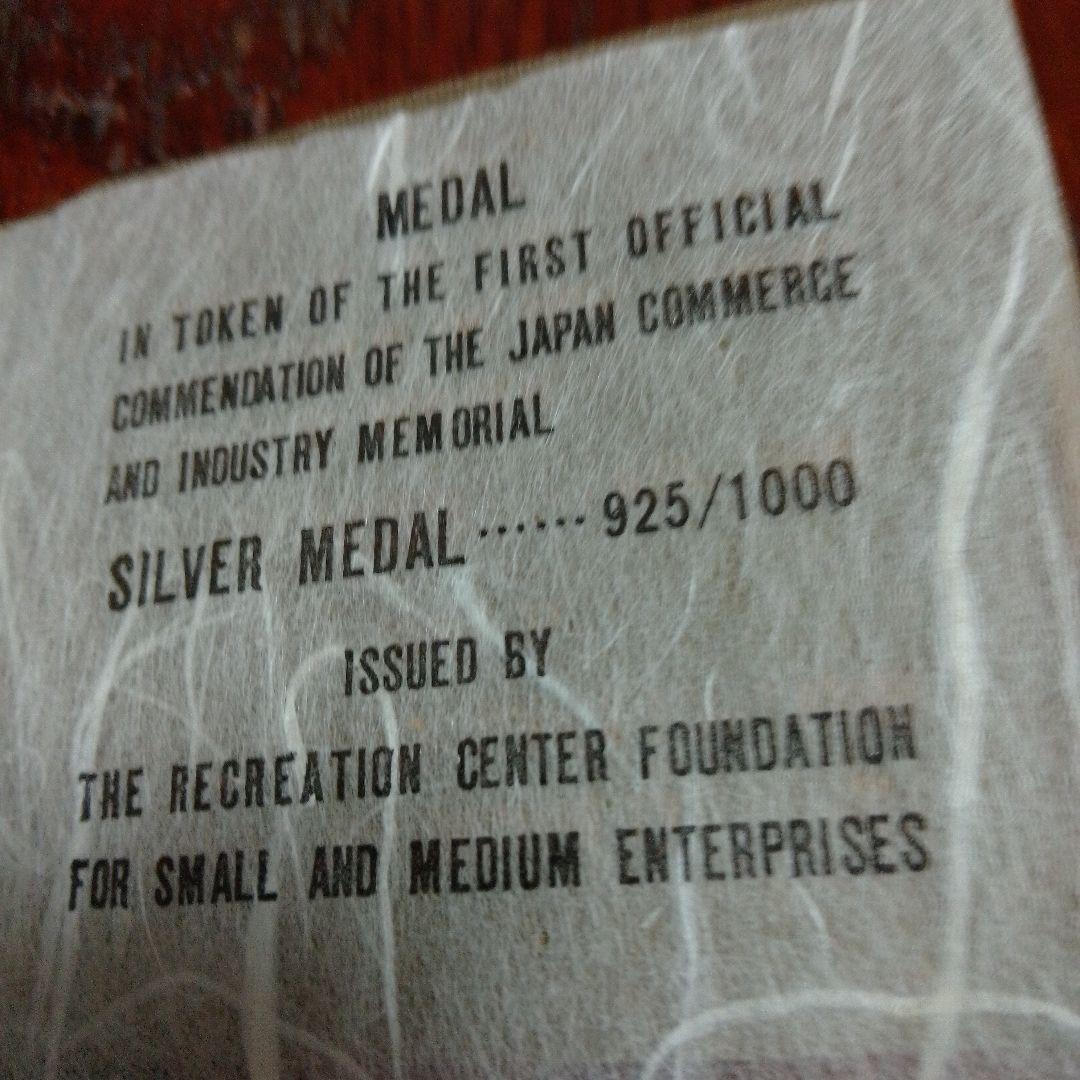 MEDAL
IN TOKEN OF THE FIRST OFFICIAL
COMMENDATION OF THE JAPAN COMMERCE
AND INDUSTRY MEMORIAL
SILVER MEDAL ······ 925/1000
ISSUED BY
THE RECREATION CENTER FOUNDATION
FOR SMALL AND MEDIUM ENTERPRISES